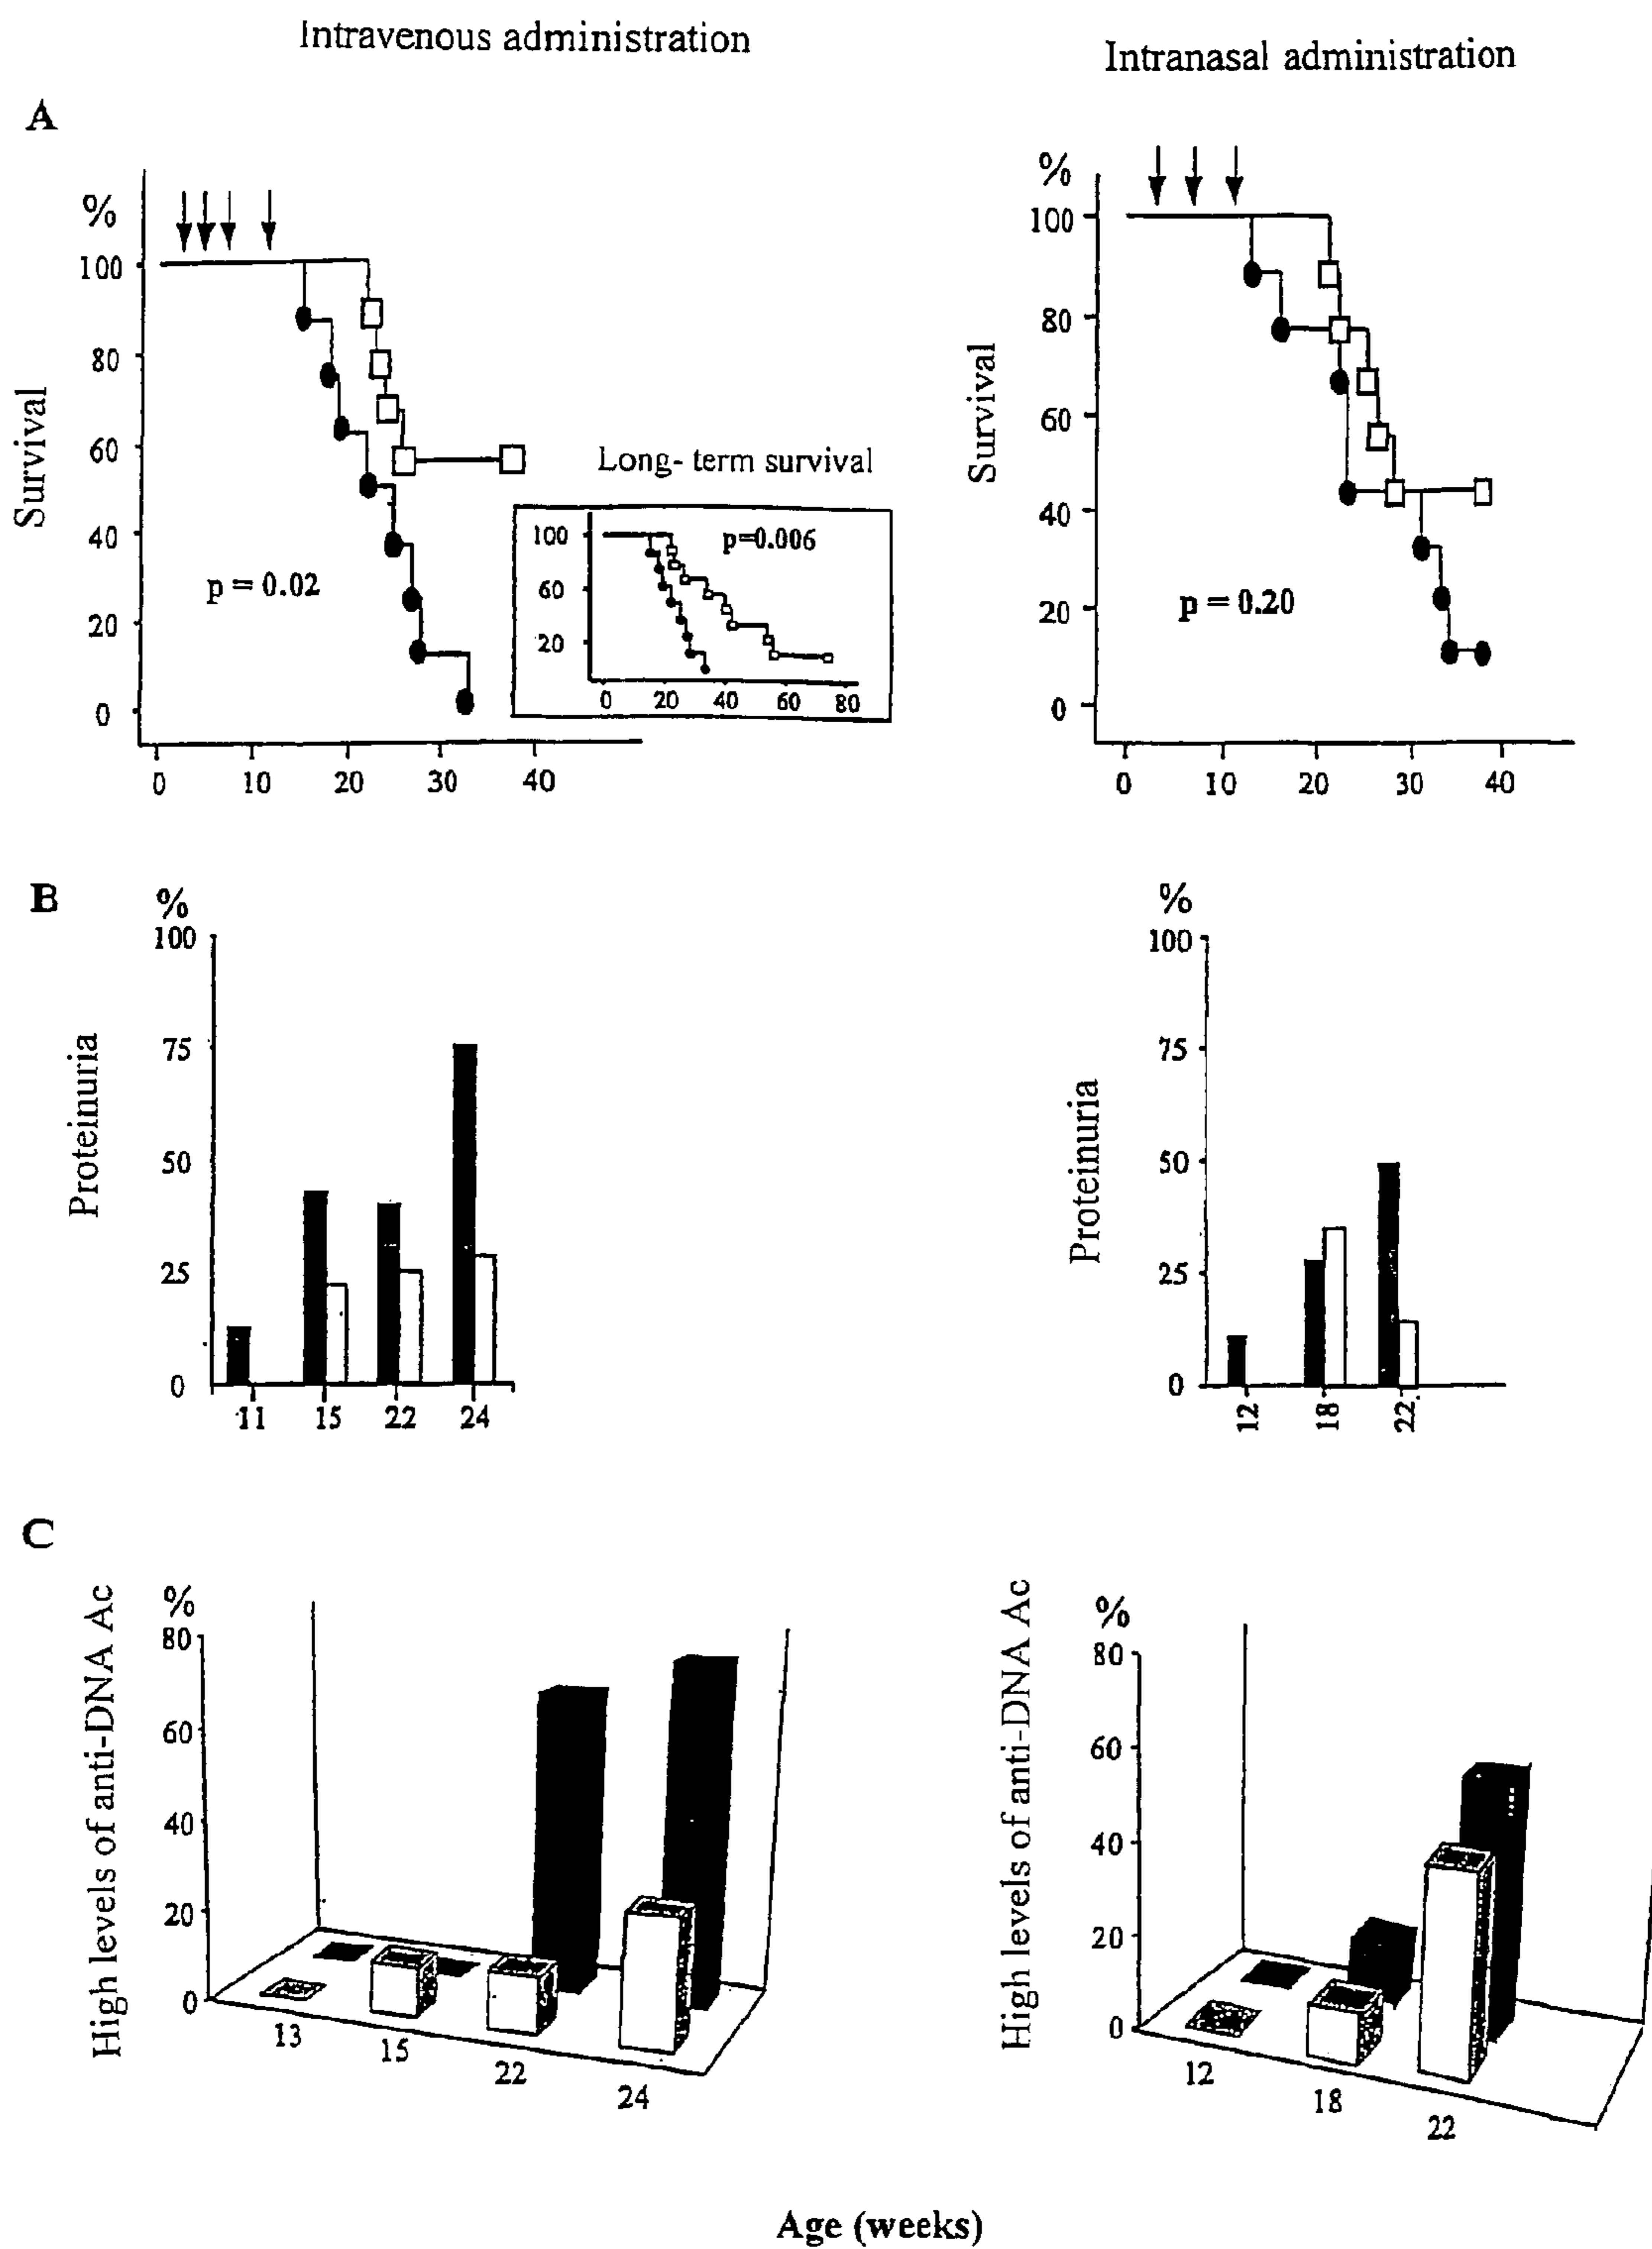 Intravenous administration
Intranasal administration
A
%
100
80
60
40
20
0
Survival
p = 0.02
0 10 20 30 40
Long- term survival
100
60
20
p=0.006
0 20 40 60 80
%
100
80
60
40
20
0
Survival
p = 0.20
0 10 20 30 40
B
%
100
75
50
25
0
Proteinuria
11 15 22 24
%
100
75
50
25
0
Proteinuria
12 18 22
C
%
80
60
40
20
0
High levels of anti-DNA Ac
13
15
22
24
%
80
60
40
20
0
High levels of anti-DNA Ac
12
18
22
Age (weeks)